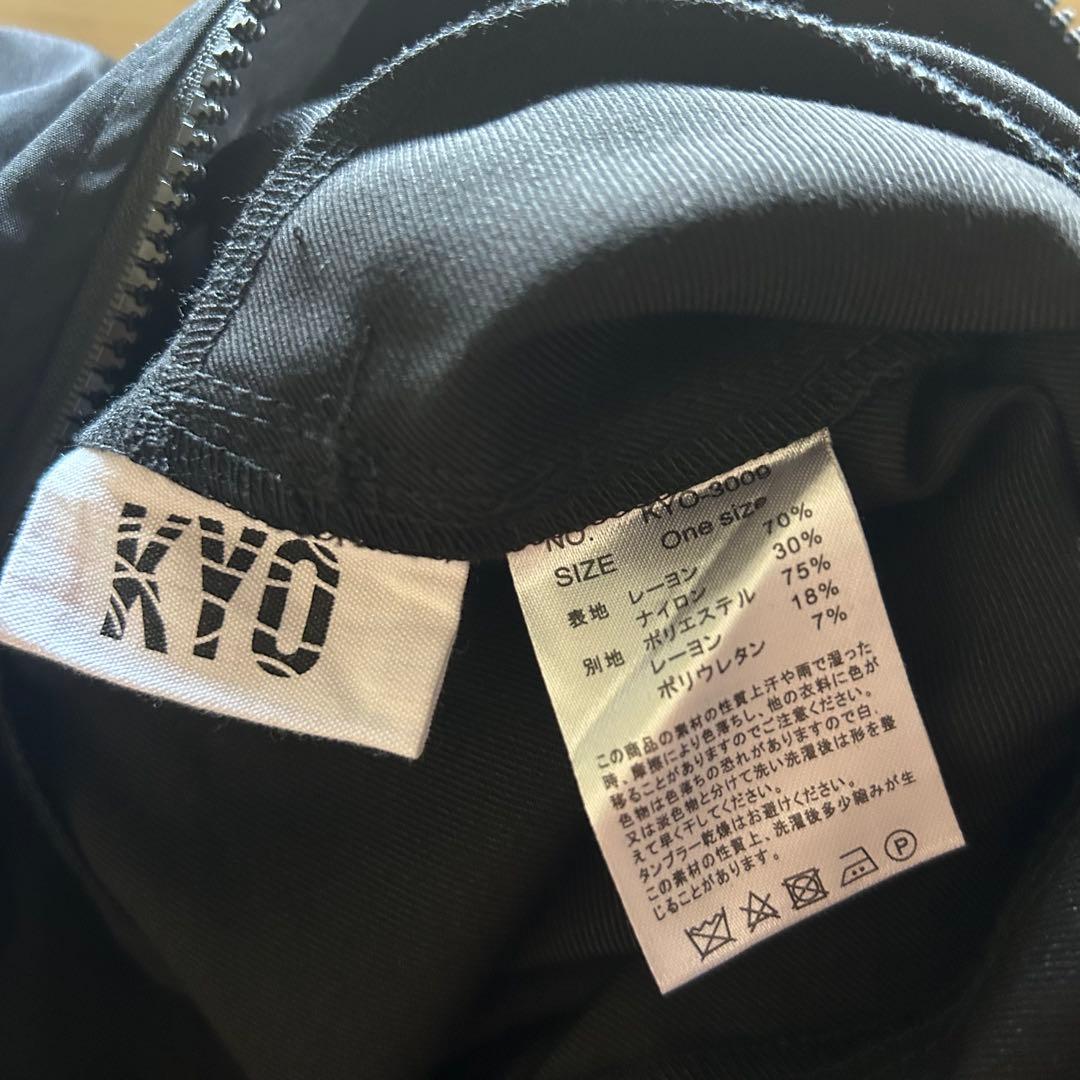 KYO
NO. KYO-3009
SIZE One size
表地 レーヨン 70%
ナイロン 30%
別地 ポリエステル 75%
レーヨン 18%
ポリウレタン 7%
この商品の素材の性質上汗や雨で湿った
時、摩擦により色落ちし、他の衣料に色が
移ることがありますのでご注意ください。
色物は色落ちの恐れがありますので白、
又は淡色物と分けて洗い洗濯後は形を整
えて早く干してください。
タンブラー乾燥はお避けください。
この素材の性質上、洗濯後多少縮みが生
じることがあります。
P